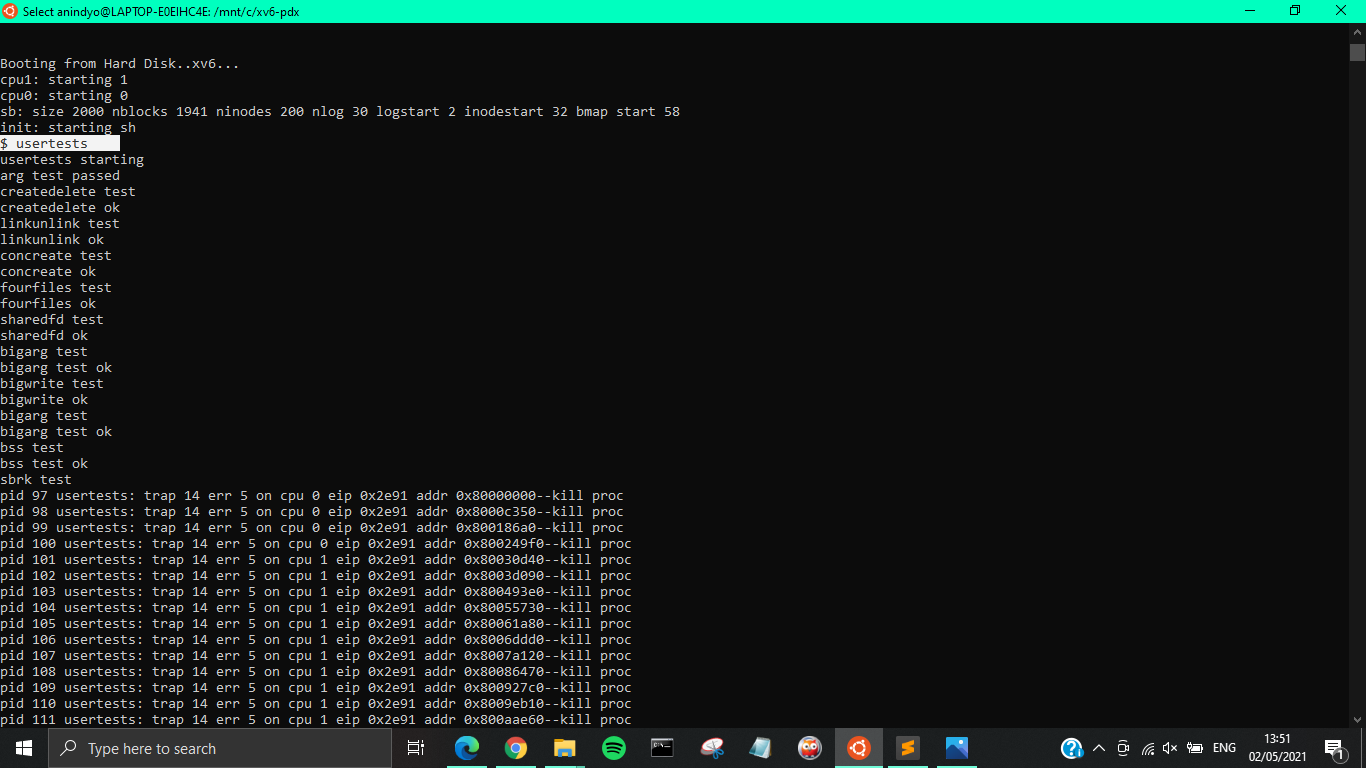 Select anindyo@LAPTOP-E0EIHC4E: /mnt/c/xv6-pdx
Booting from Hard Disk..xv6...
cpu1: starting 1
cpu0: starting 0
sb: size 2000 nblocks 1941 ninodes 200 nlog 30 logstart 2 inodestart 32 bmap start 58
init: starting sh
$ usertests
usertests starting
arg test passed
createdelete test
createdelete ok
linkunlink test
linkunlink ok
concreate test
concreate ok
fourfiles test
fourfiles ok
sharedfd test
sharedfd ok
bigarg test
bigarg test ok
bigwrite test
bigwrite ok
bigarg test
bigarg test ok
bss test
bss test ok
sbrk test
pid 97 usertests: trap 14 err 5 on cpu 0 eip 0x2e91 addr 0x80000000--kill proc
pid 98 usertests: trap 14 err 5 on cpu 0 eip 0x2e91 addr 0x8000c350--kill proc
pid 99 usertests: trap 14 err 5 on cpu 0 eip 0x2e91 addr 0x800186a0--kill proc
pid 100 usertests: trap 14 err 5 on cpu 0 eip 0x2e91 addr 0x800249f0--kill proc
pid 101 usertests: trap 14 err 5 on cpu 1 eip 0x2e91 addr 0x80030d40--kill proc
pid 102 usertests: trap 14 err 5 on cpu 1 eip 0x2e91 addr 0x8003d090--kill proc
pid 103 usertests: trap 14 err 5 on cpu 1 eip 0x2e91 addr 0x800493e0--kill proc
pid 104 usertests: trap 14 err 5 on cpu 1 eip 0x2e91 addr 0x80055730--kill proc
pid 105 usertests: trap 14 err 5 on cpu 1 eip 0x2e91 addr 0x80061a80--kill proc
pid 106 usertests: trap 14 err 5 on cpu 1 eip 0x2e91 addr 0x8006ddd0--kill proc
pid 107 usertests: trap 14 err 5 on cpu 1 eip 0x2e91 addr 0x8007a120--kill proc
pid 108 usertests: trap 14 err 5 on cpu 1 eip 0x2e91 addr 0x80086470--kill proc
pid 109 usertests: trap 14 err 5 on cpu 1 eip 0x2e91 addr 0x800927c0--kill proc
pid 110 usertests: trap 14 err 5 on cpu 1 eip 0x2e91 addr 0x8009eb10--kill proc
pid 111 usertests: trap 14 err 5 on cpu 1 eip 0x2e91 addr 0x800aae60--kill proc
Type here to search
ENG
13:51
02/05/2021
1